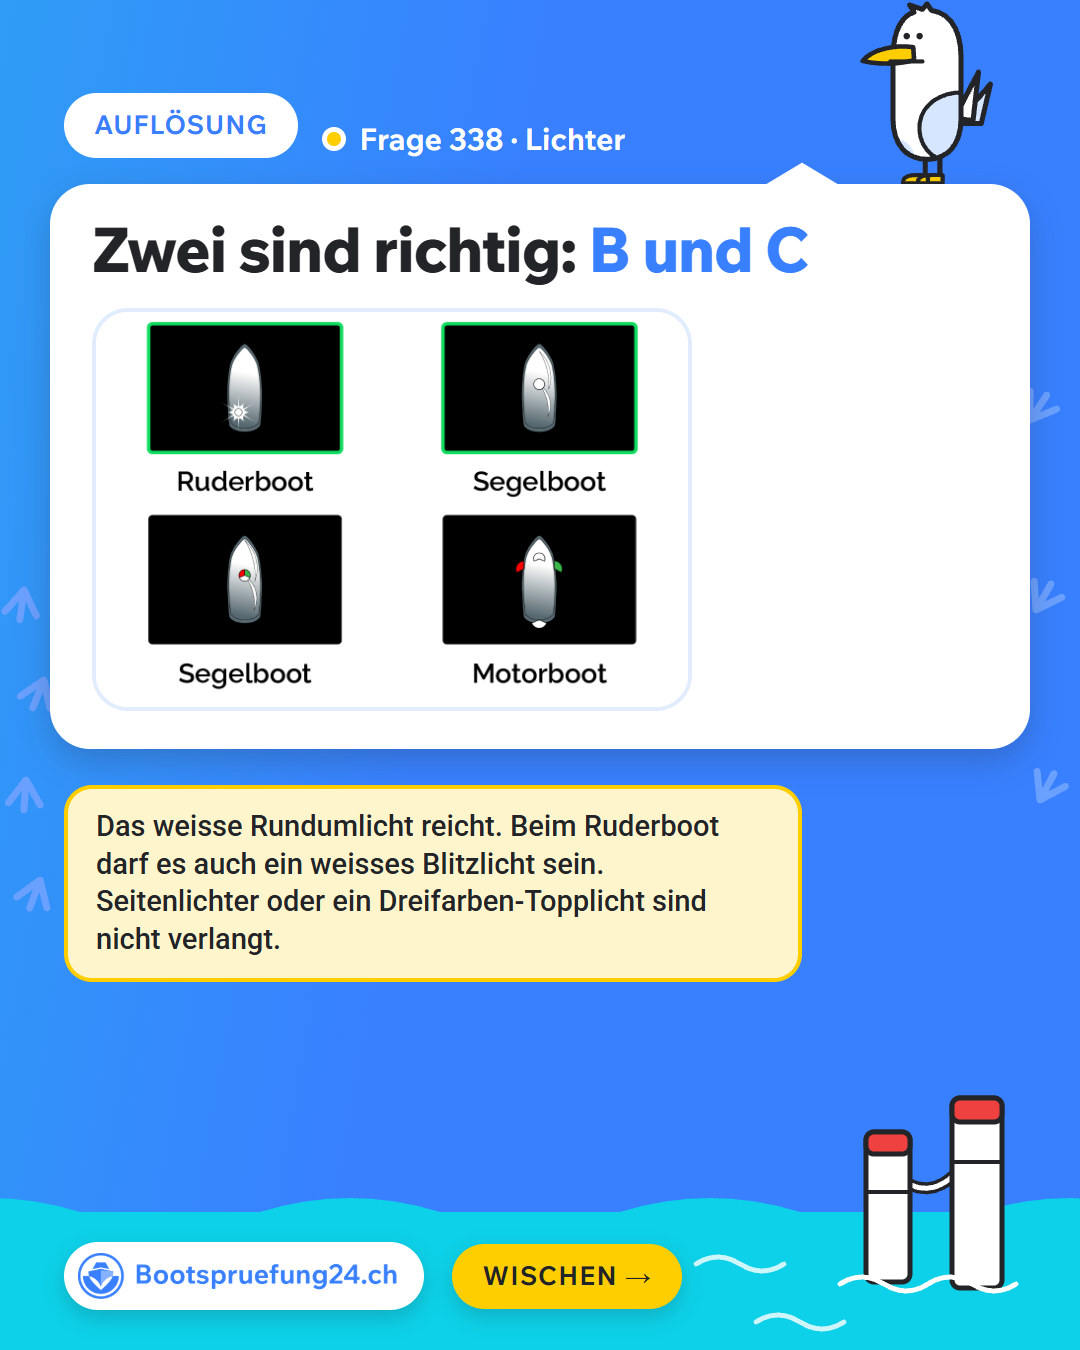 AUFLÖSUNG
Frage 338 · Lichter
Zwei sind richtig: B und C
Ruderboot
Segelboot
Segelboot
Motorboot
Das weisse Rundumlicht reicht. Beim Ruderboot
darf es auch ein weisses Blitzlicht sein.
Seitenlichter oder ein Dreifarben-Topplicht sind
nicht verlangt.
Bootspruefung24.ch
WISCHEN →